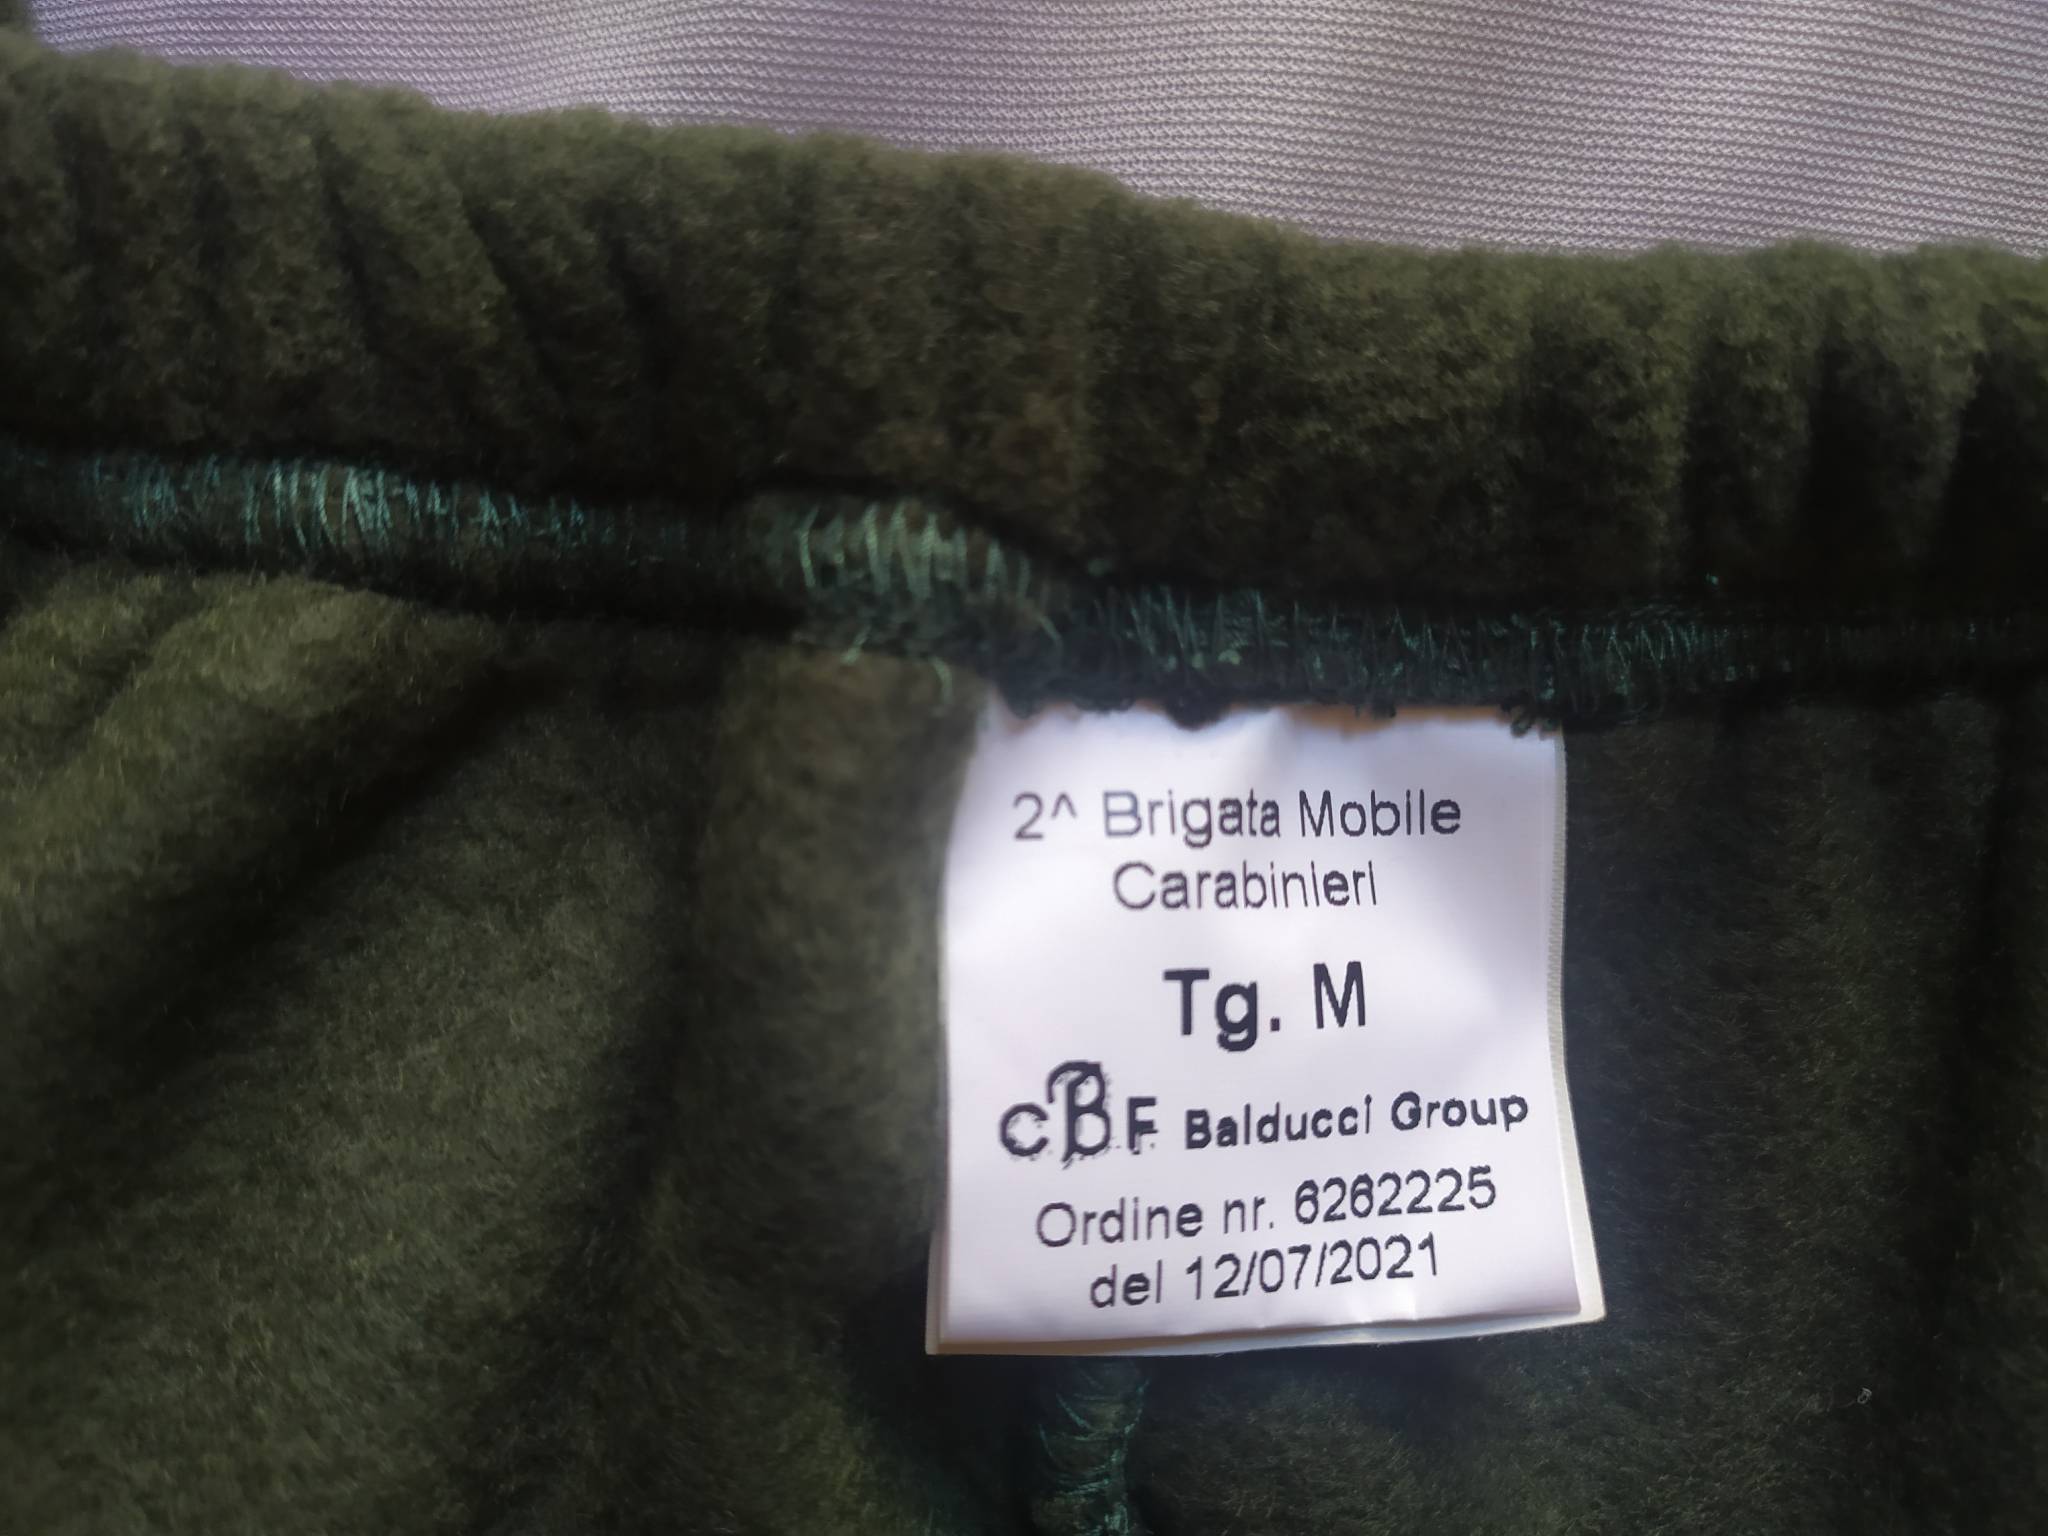 2^ Brigata Mobile
Carabinieri
Tg. M
CBF Balducci Group
Ordine nr. 6262225
del 12/07/2021